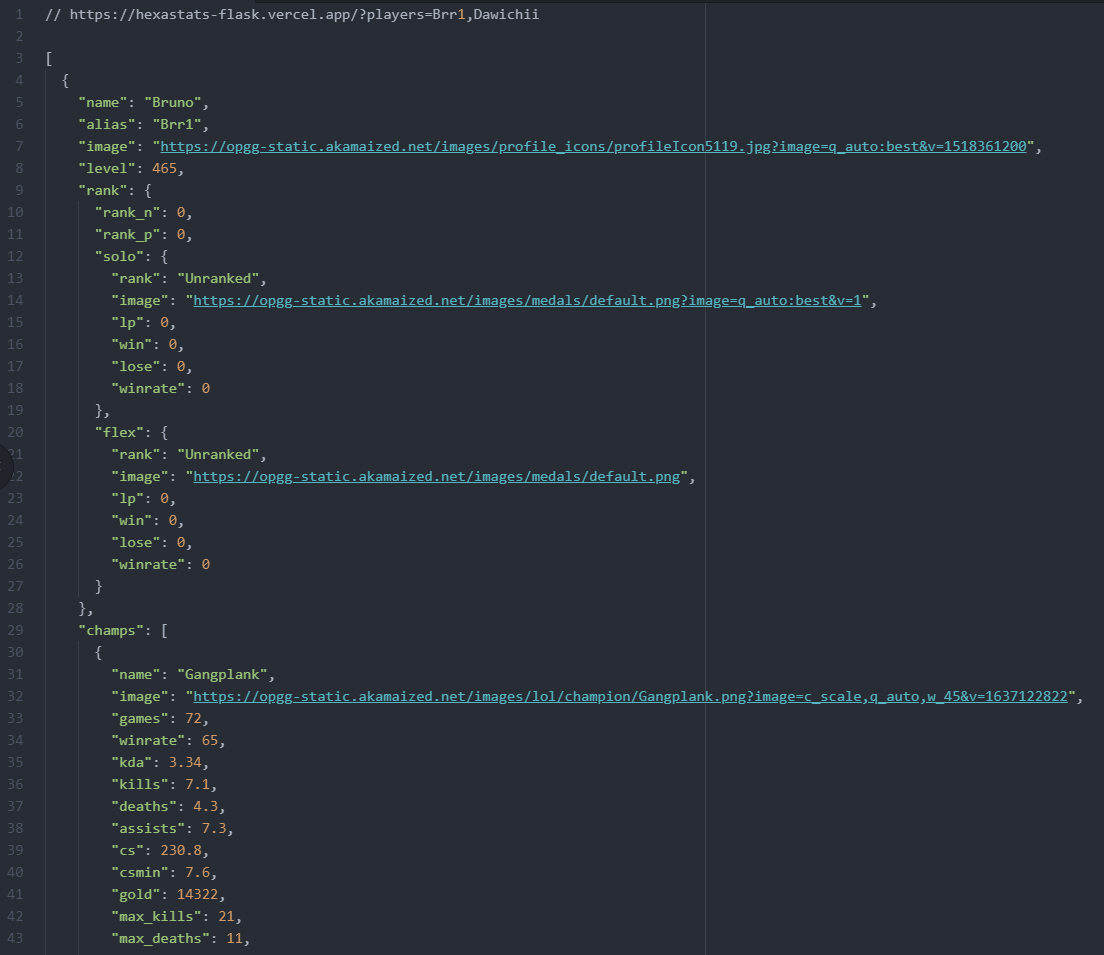 1 // https://hexastats-flask.vercel.app/?players=Brr1,Dawichii
2
3 [
4 {
5 "name": "Bruno",
6 "alias": "Brr1",
7 "image": "https://opgg-static.akamaized.net/images/profile_icons/profileIcon5119.jpg?image=q_auto:best&v=1518361200",
8 "level": 465,
9 "rank": {
10 "rank_n": 0,
11 "rank_p": 0,
12 "solo": {
13 "rank": "Unranked",
14 "image": "https://opgg-static.akamaized.net/images/medals/default.png?image=q_auto:best&v=1",
15 "lp": 0,
16 "win": 0,
17 "lose": 0,
18 "winrate": 0
19 },
20 "flex": {
21 "rank": "Unranked",
22 "image": "https://opgg-static.akamaized.net/images/medals/default.png",
23 "lp": 0,
24 "win": 0,
25 "lose": 0,
26 "winrate": 0
27 }
28 },
29 "champs": [
30 {
31 "name": "Gangplank",
32 "image": "https://opgg-static.akamaized.net/images/lol/champion/Gangplank.png?image=c_scale,q_auto,w_45&v=1637122822",
33 "games": 72,
34 "winrate": 65,
35 "kda": 3.34,
36 "kills": 7.1,
37 "deaths": 4.3,
38 "assists": 7.3,
39 "cs": 230.8,
40 "csmin": 7.6,
41 "gold": 14322,
42 "max_kills": 21,
43 "max_deaths": 11,